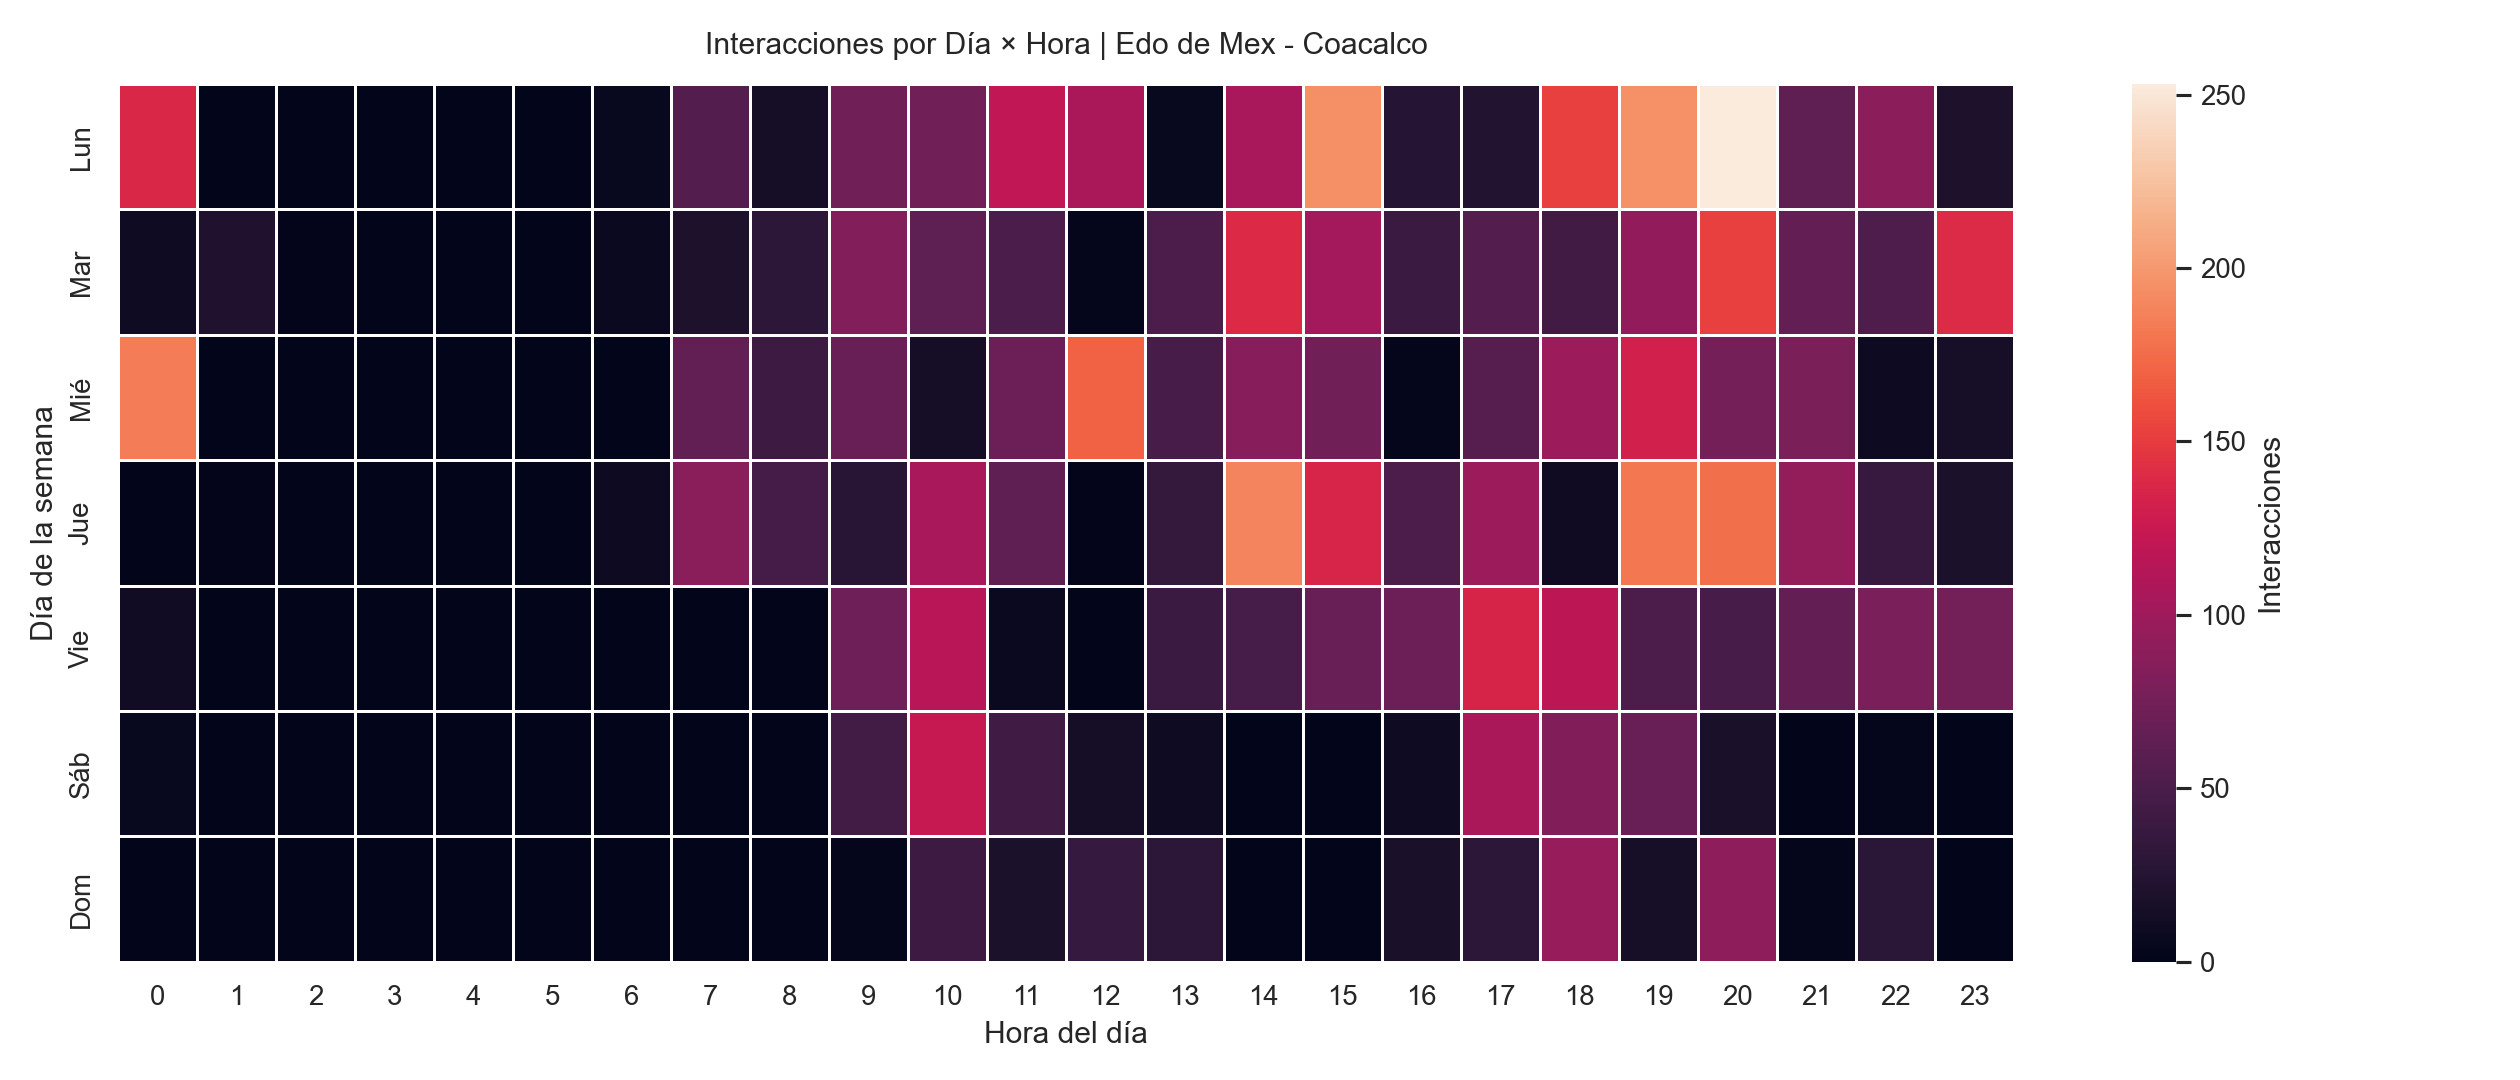 Interacciones por Día × Hora | Edo de Mex - Coacalco
Día de la semana
Lun
Mar
Mié
Jue
Vie
Sáb
Dom
0 1 2 3 4 5 6 7 8 9 10 11 12 13 14 15 16 17 18 19 20 21 22 23
Hora del día
250
200
150
100
50
0
Interacciones